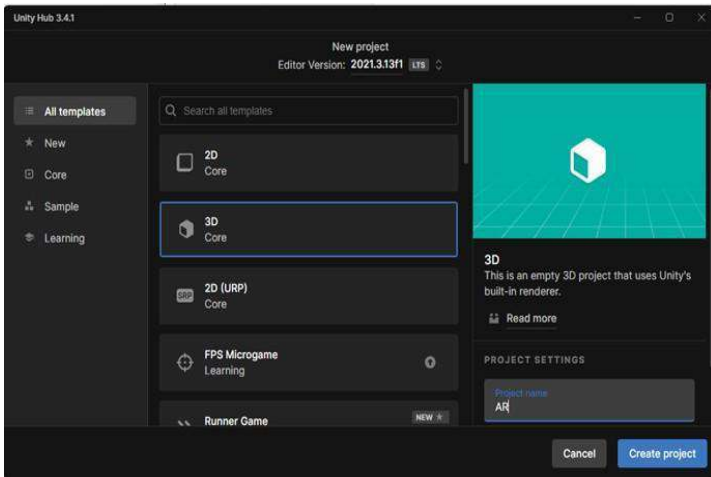 Unity Hub 3.4.1
New project
Editor Version: 2021.3.13f1 LTS
All templates
New
Core
Sample
Learning
Search all templates
2D
Core
3D
Core
SRP
2D (URP)
Core
FPS Microgame
Learning
Runner Game
NEW
3D
This is an empty 3D project that uses Unity's
built-in renderer.
Read more
PROJECT SETTINGS
Project name
AR
Cancel
Create project